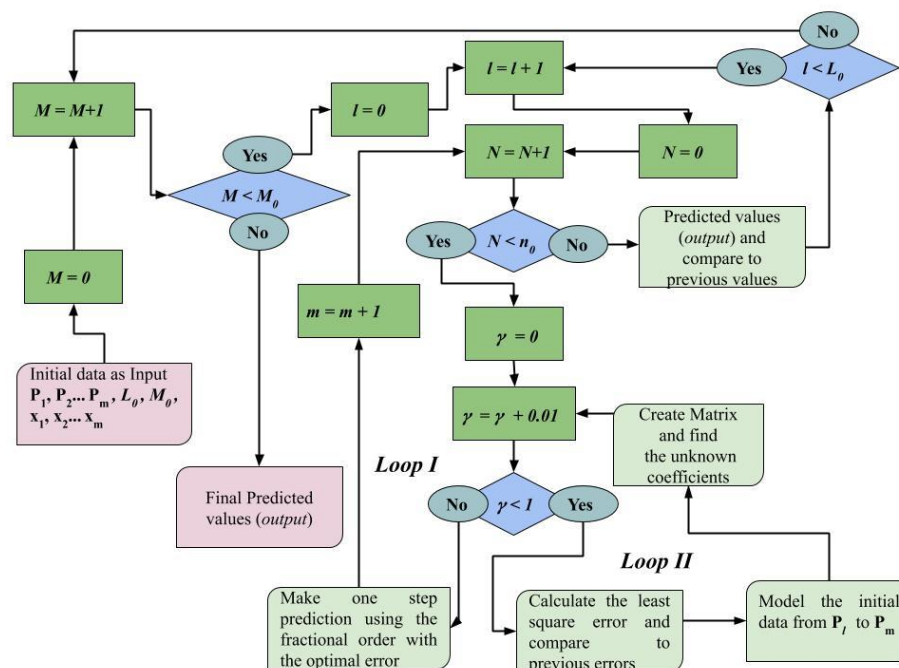 No
Yes
l < L₀
l = l + 1
M = M+1
l = 0
Yes
M < M₀
No
N = N+1
N = 0
Yes
N < n₀
No
Predicted values
(output) and
compare to
previous values
M = 0
m = m + 1
γ = 0
Initial data as Input
P₁, P₂... Pₘ, L₀, M₀,
x₁, x₂... xₘ
γ = γ + 0.01
Create Matrix
and find
the unknown
coefficients
Loop I
Final Predicted
values (output)
No
γ < 1
Yes
Loop II
Make one step
prediction using the
fractional order with
the optimal error
Calculate the least
square error and
compare to
previous errors
Model the initial
data from Pₗ to Pₘ